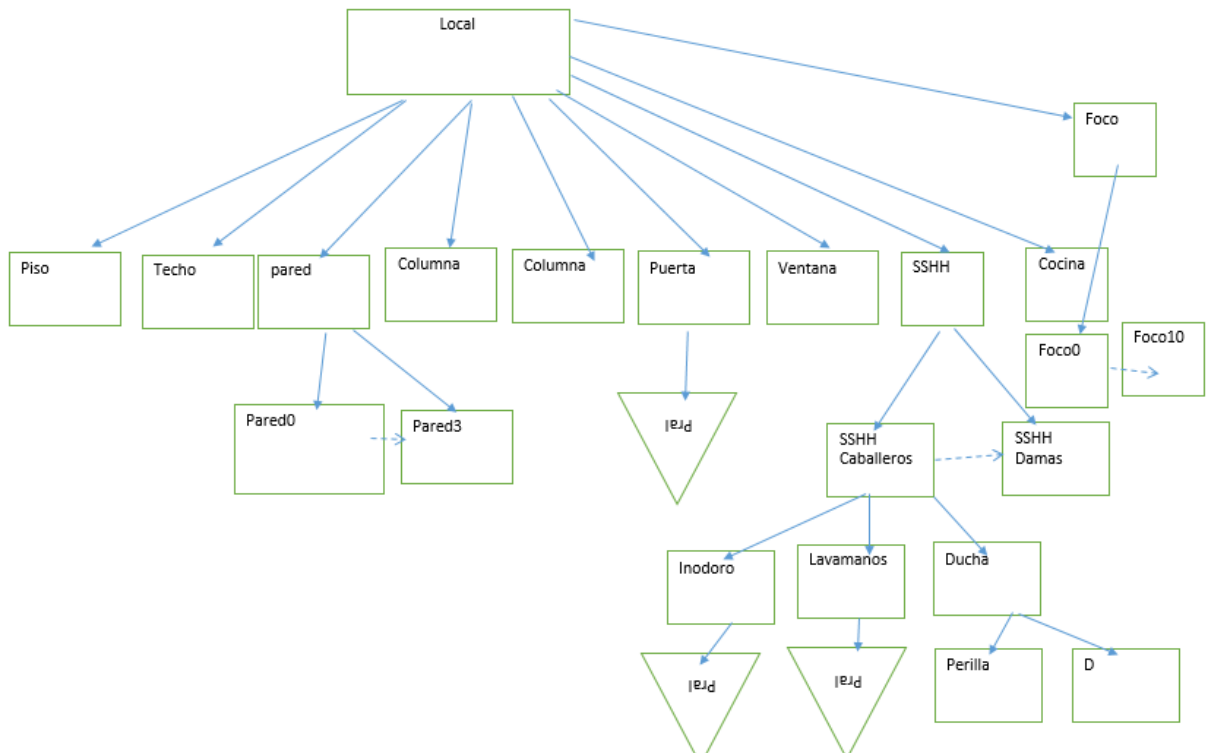 Local
Foco
Piso
Techo
pared
Columna
Columna
Puerta
Ventana
SSHH
Cocina
Foco0
Foco10
Pared0
Pared3
Pral
SSHH
Caballeros
SSHH
Damas
Inodoro
Lavamanos
Ducha
Pral
Pral
Perilla
D